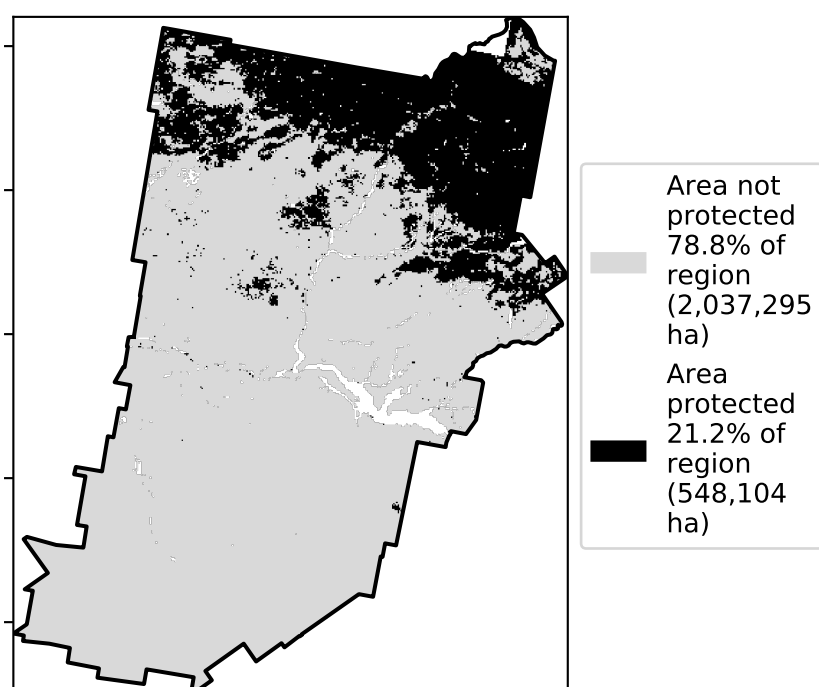 Area not
protected
78.8% of
region
(2,037,295
ha)
Area
protected
21.2% of
region
(548,104
ha)